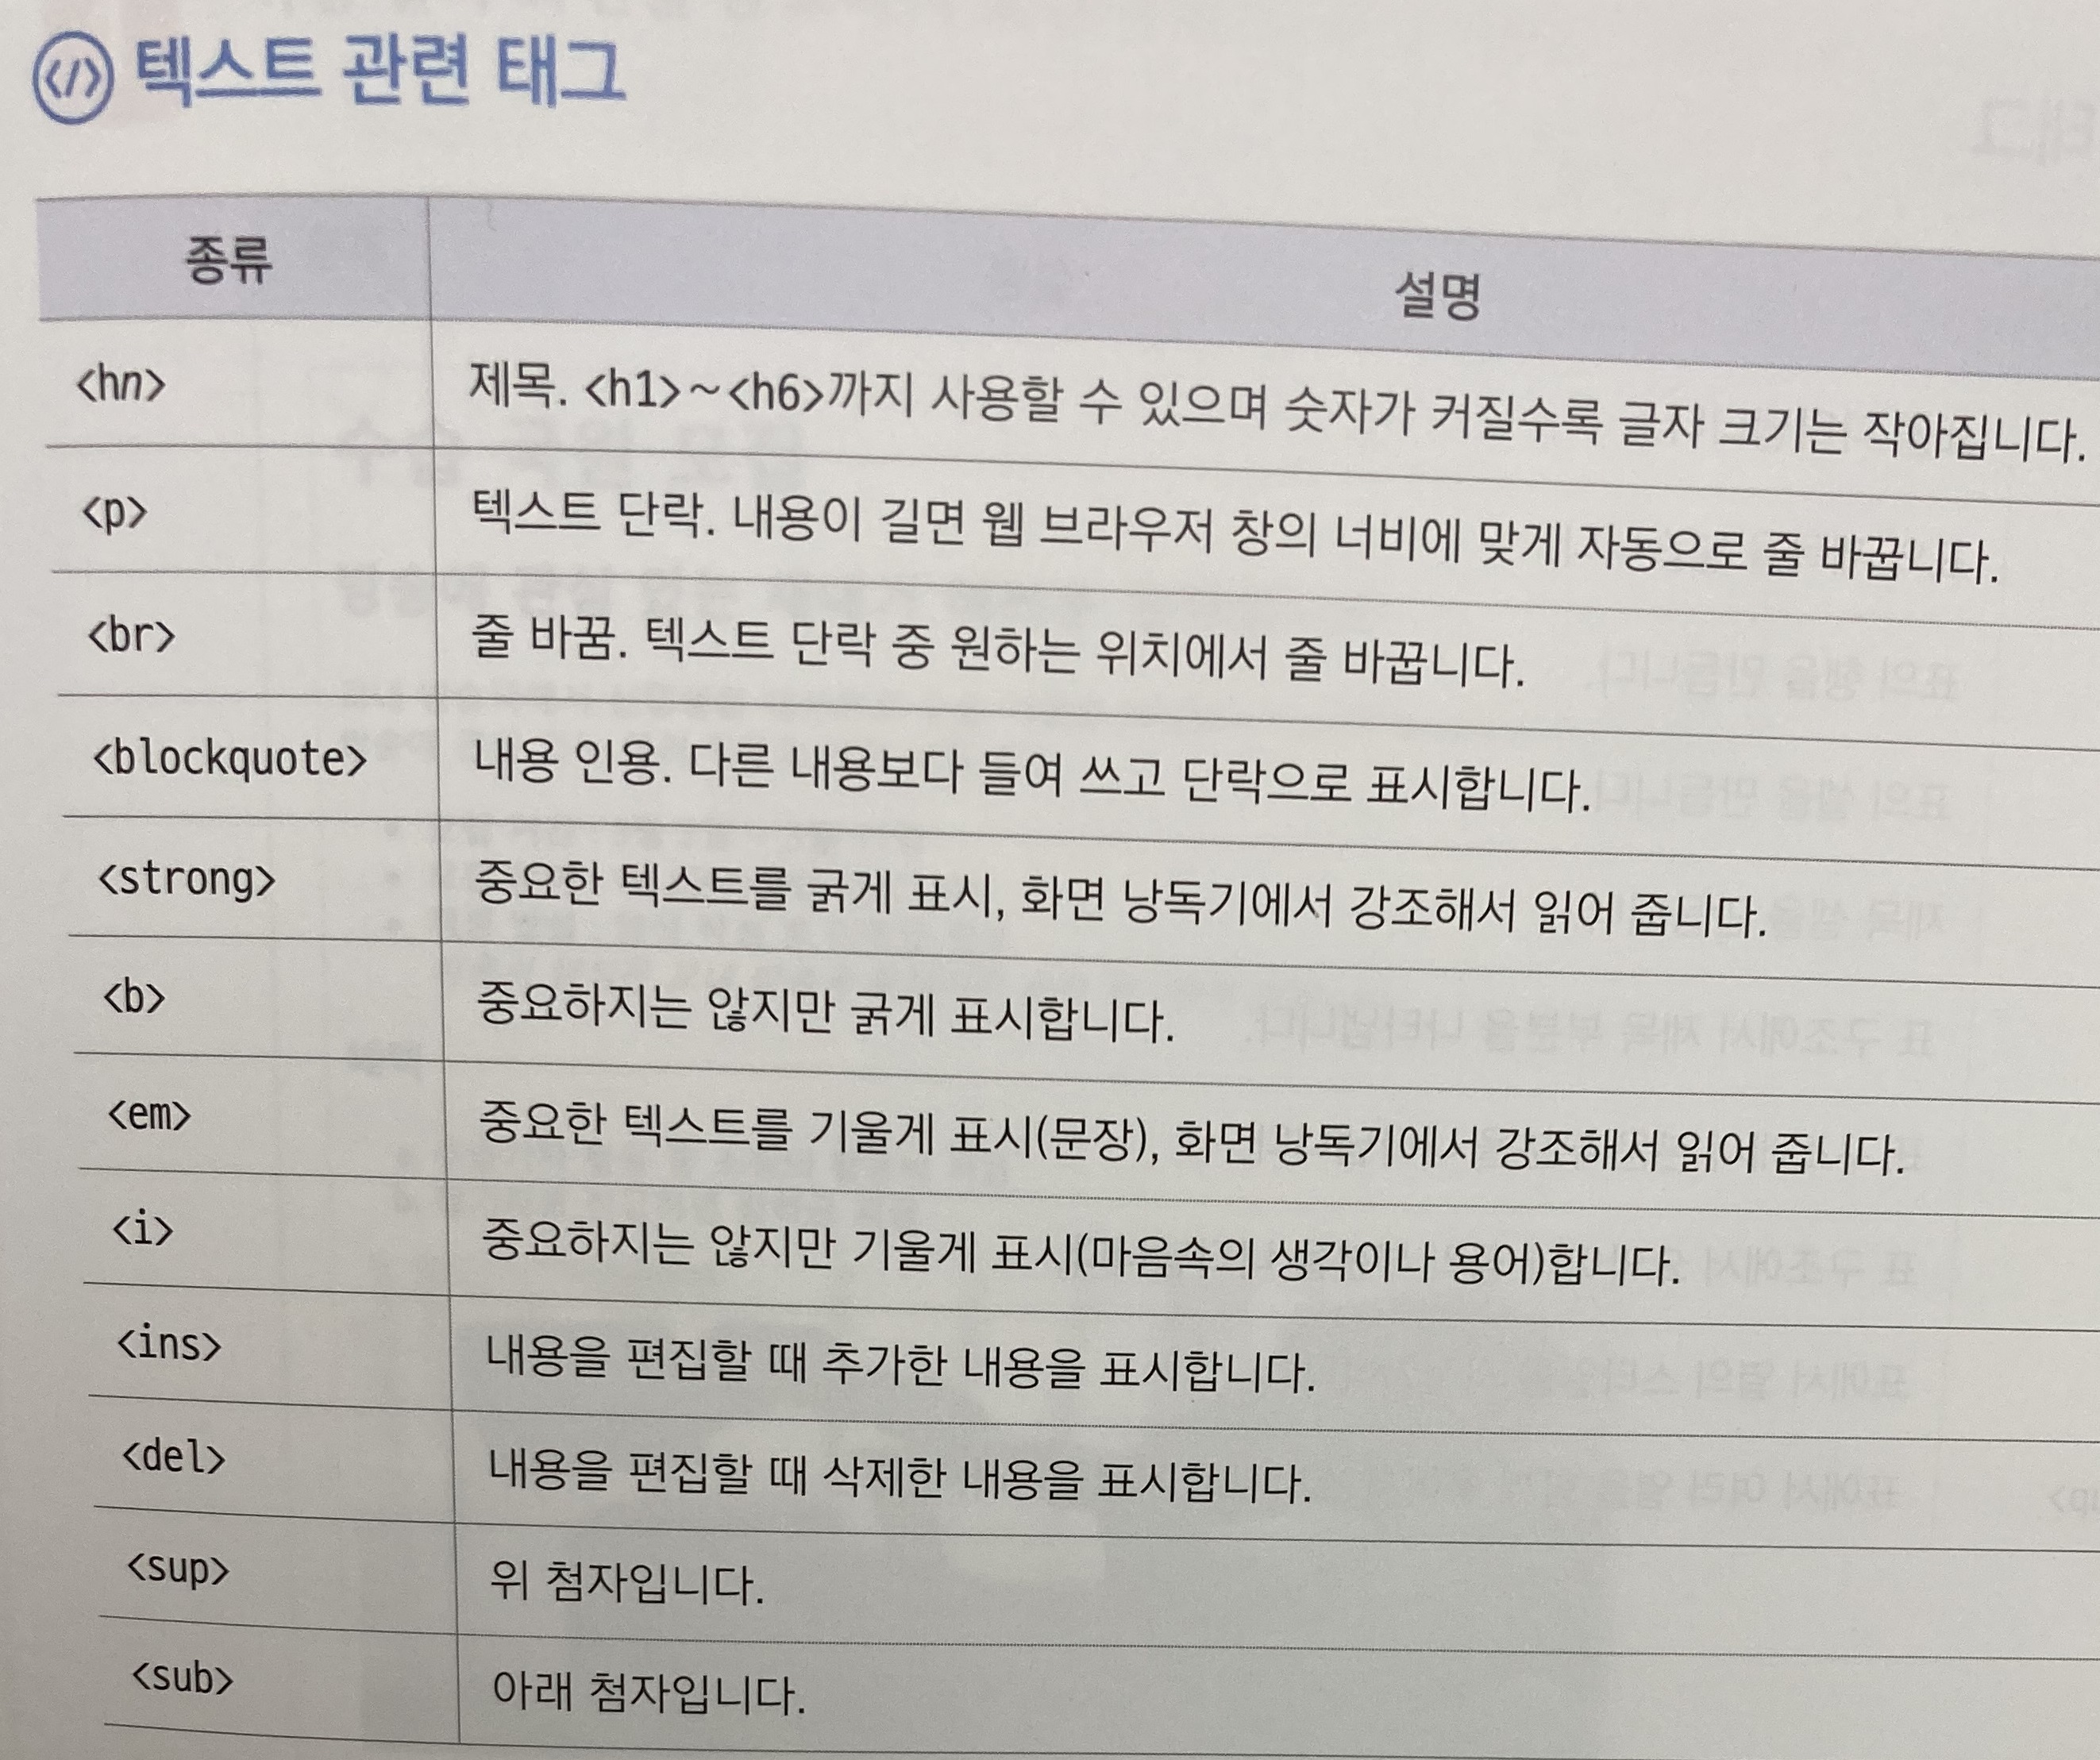 </> 텍스트 관련 태그
종류 설명
<hn> 제목. <h1>~<h6>까지 사용할 수 있으며 숫자가 커질수록 글자 크기는 작아집니다.
<p> 텍스트 단락. 내용이 길면 웹 브라우저 창의 너비에 맞게 자동으로 줄 바꿉니다.
<br> 줄 바꿈. 텍스트 단락 중 원하는 위치에서 줄 바꿉니다.
<blockquote> 내용 인용. 다른 내용보다 들여 쓰고 단락으로 표시합니다.
<strong> 중요한 텍스트를 굵게 표시, 화면 낭독기에서 강조해서 읽어 줍니다.
<b> 중요하지는 않지만 굵게 표시합니다.
<em> 중요한 텍스트를 기울게 표시(문장), 화면 낭독기에서 강조해서 읽어 줍니다.
<i> 중요하지는 않지만 기울게 표시(마음속의 생각이나 용어)합니다.
<ins> 내용을 편집할 때 추가한 내용을 표시합니다.
<del> 내용을 편집할 때 삭제한 내용을 표시합니다.
<sup> 위 첨자입니다.
<sub> 아래 첨자입니다.